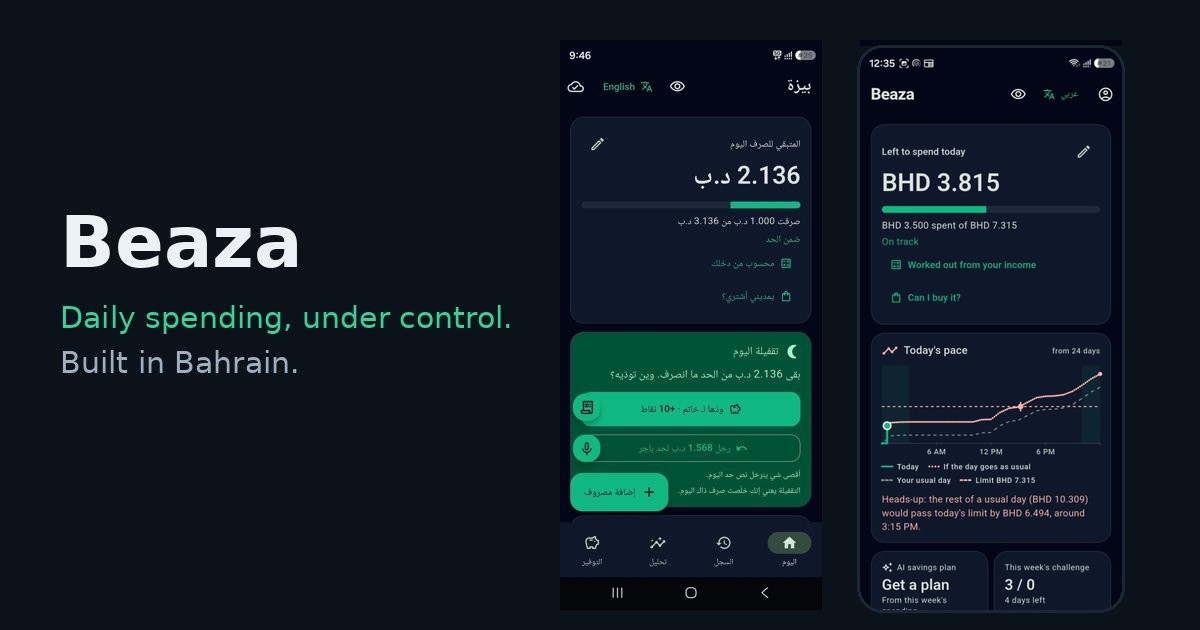 Beaza
Daily spending, under control.
Built in Bahrain.
9:46
English
بيزة
المتبقي للصرف اليوم
2.136 د.ب
صرفت 1.000 د.ب من 3.136 د.ب
ضمن الحد
محسوب من دخلك
يمديني أشتري؟
تقفيلة اليوم
بقى 2.136 د.ب من الحد ما انصرف. وين توديه؟
ودها لـ خاتم · +10 نقاط
رحل 1.568 د.ب لحد باجر
أقصى شي ينرحل نص حد اليوم.
التقفيلة يعني إنك خلصت صرف ذاك اليوم.
إضافة مصروف
اليوم
السجل
تحليل
التوفير
12:35
Beaza
عربي
Left to spend today
BHD 3.815
BHD 3.500 spent of BHD 7.315
On track
Worked out from your income
Can I buy it?
Today's pace
from 24 days
6 AM 12 PM 6 PM
Today If the day goes as usual
Your usual day Limit BHD 7.315
Heads-up: the rest of a usual day (BHD 10.309)
would pass today's limit by BHD 6.494, around
3:15 PM.
AI savings plan
Get a plan
From this week's
This week's challenge
3 / 0
4 days left